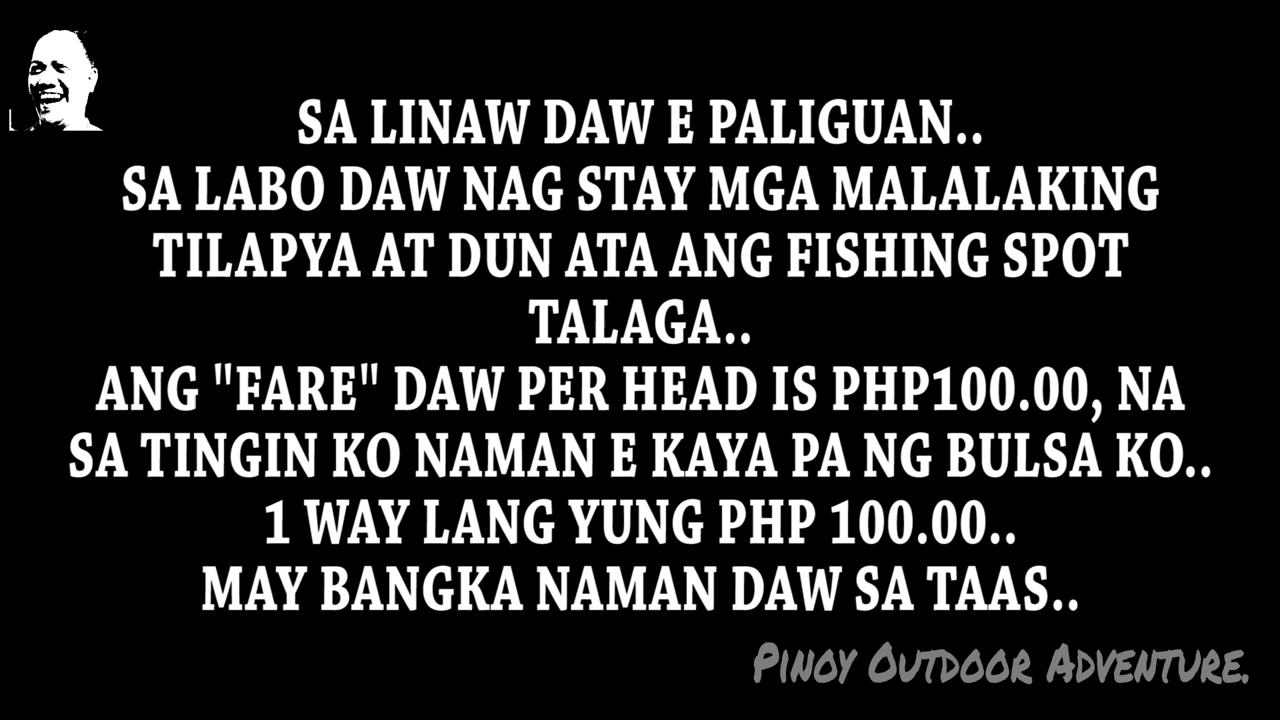 SA LINAW DAW E PALIGUAN..
SA LABO DAW NAG STAY MGA MALALAKING
TILAPYA AT DUN ATA ANG FISHING SPOT
TALAGA..
ANG "FARE" DAW PER HEAD IS PHP100.00, NA
SA TINGIN KO NAMAN E KAYA PA NG BULSA KO..
1 WAY LANG YUNG PHP 100.00..
MAY BANGKA NAMAN DAW SA TAAS..
PINOY OUTDOOR ADVENTURE.